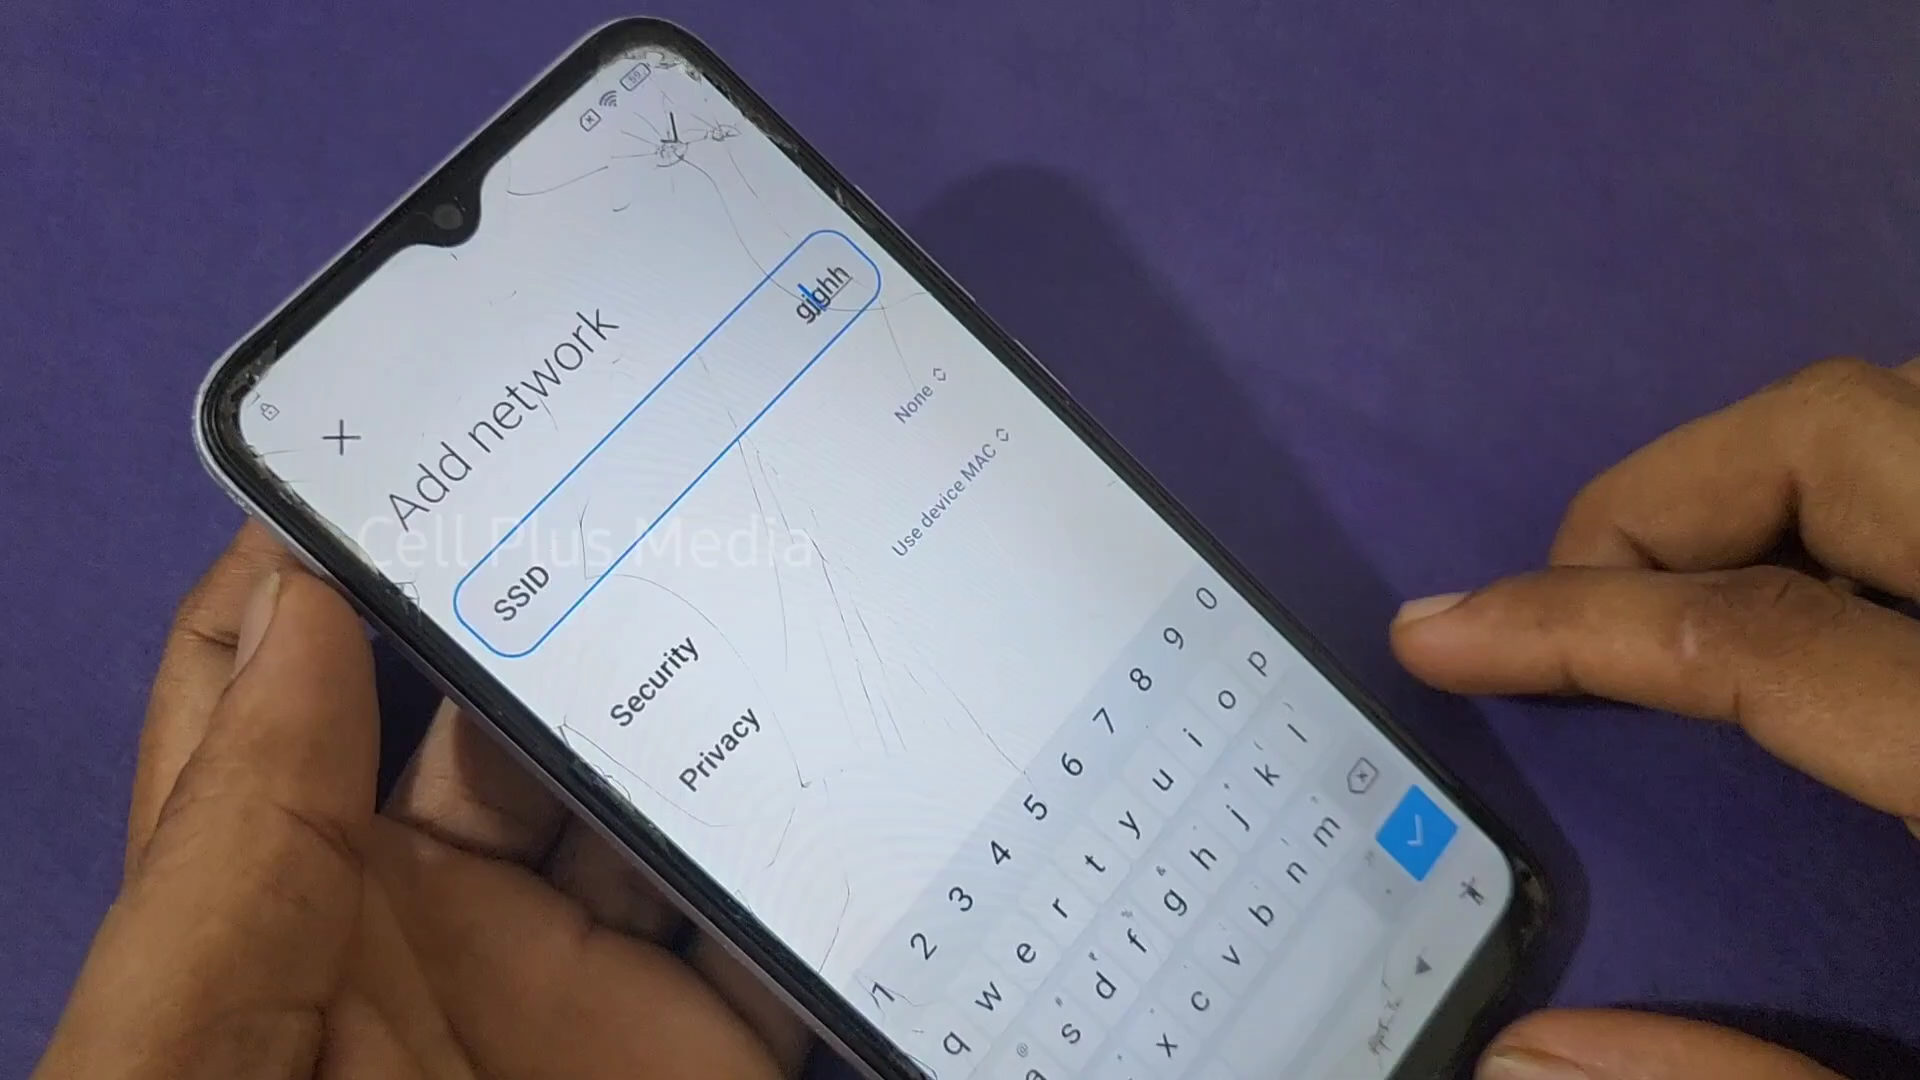 50
Add network
SSID gjghh
Security None
Privacy Use device MAC
Cell Plus Media
1 2 3 4 5 6 7 8 9 0
q w e r t y u i o p
a s d f g h j k l
x c v b n m